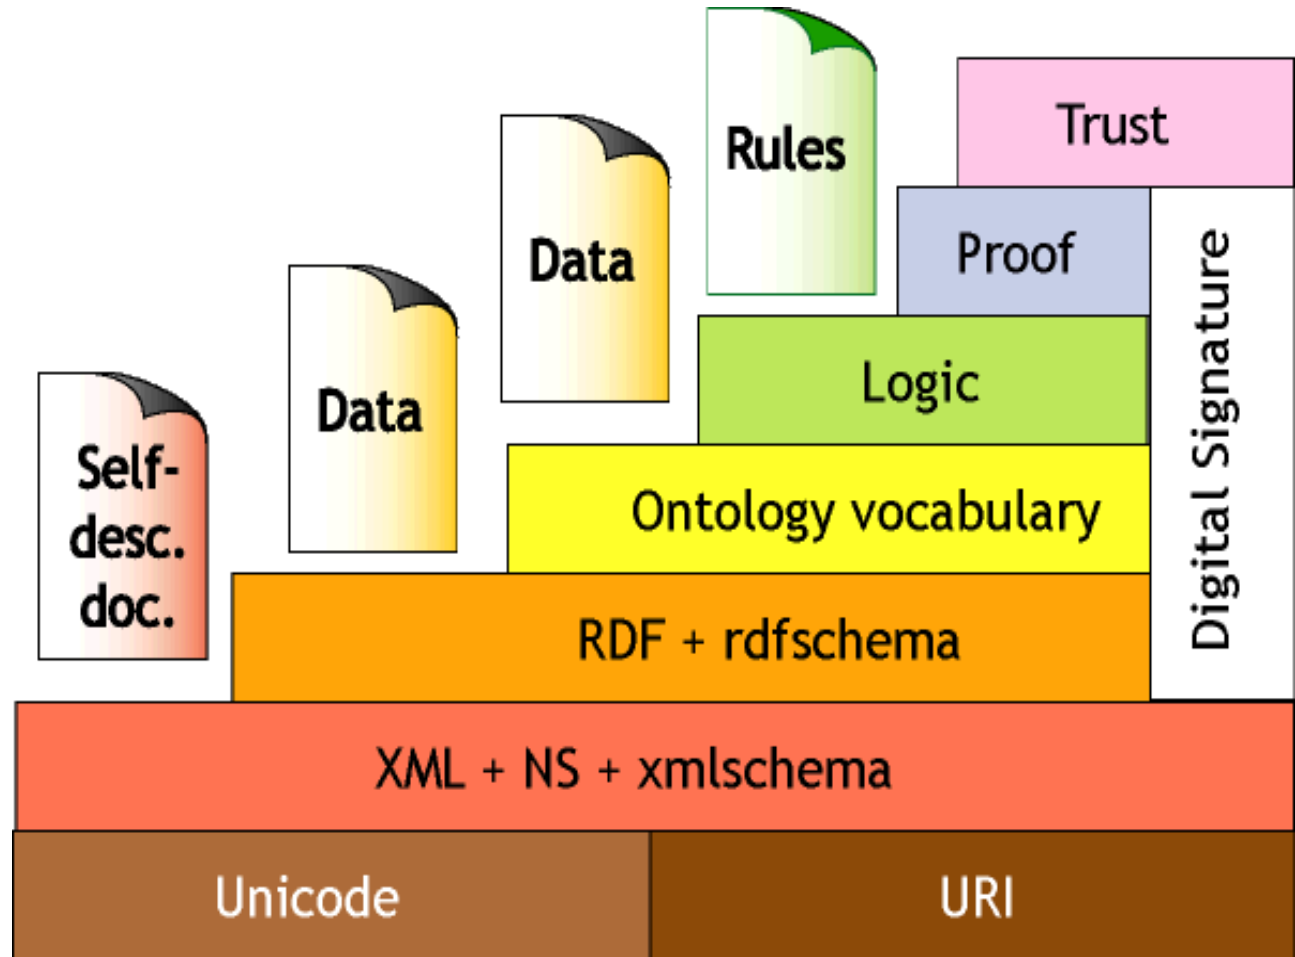 Rules
Trust
Data
Proof
Data
Logic
Self-
desc.
doc.
Ontology vocabulary
Digital Signature
RDF + rdfschema
XML + NS + xmlschema
Unicode
URI